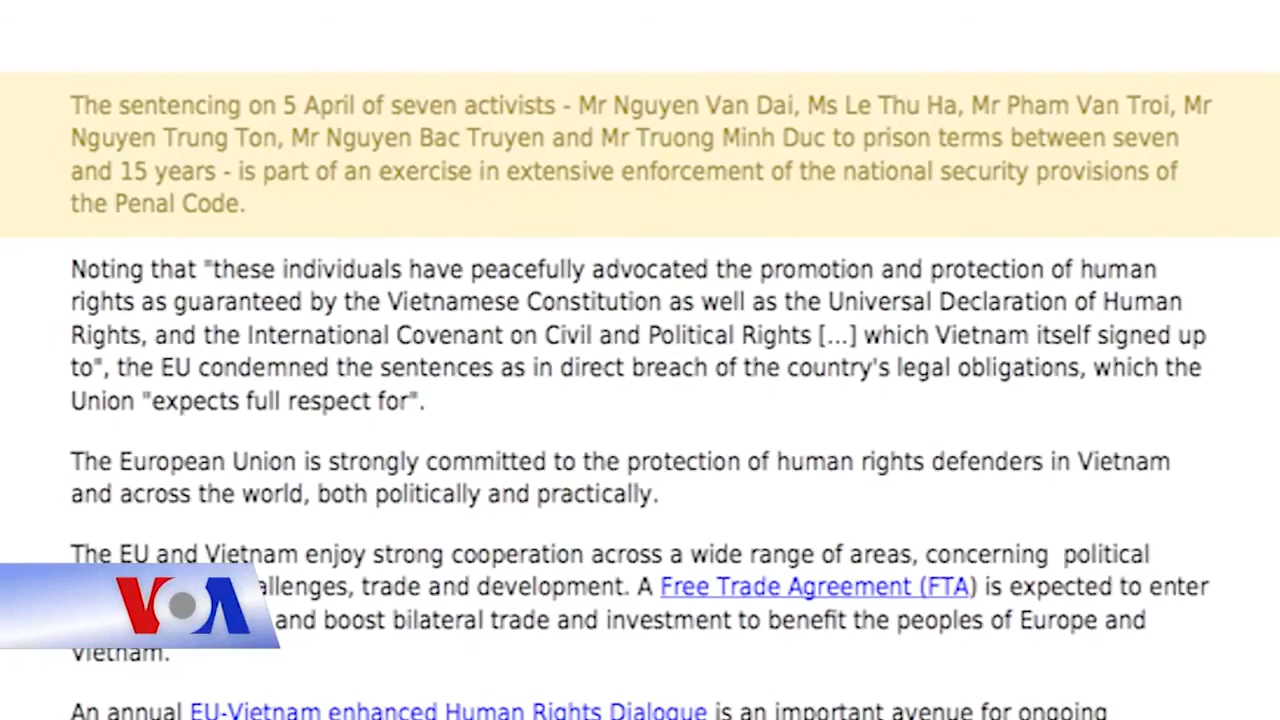 The sentencing on 5 April of seven activists - Mr Nguyen Van Dai, Ms Le Thu Ha, Mr Pham Van Troi, Mr
Nguyen Trung Ton, Mr Nguyen Bac Truyen and Mr Truong Minh Duc to prison terms between seven
and 15 years - is part of an exercise in extensive enforcement of the national security provisions of
the Penal Code.
Noting that "these individuals have peacefully advocated the promotion and protection of human
rights as guaranteed by the Vietnamese Constitution as well as the Universal Declaration of Human
Rights, and the International Covenant on Civil and Political Rights [...] which Vietnam itself signed up
to", the EU condemned the sentences as in direct breach of the country's legal obligations, which the
Union "expects full respect for".
The European Union is strongly committed to the protection of human rights defenders in Vietnam
and across the world, both politically and practically.
The EU and Vietnam enjoy strong cooperation across a wide range of areas, concerning political
allenges, trade and development. A Free Trade Agreement (FTA) is expected to enter
VOA
and boost bilateral trade and investment to benefit the peoples of Europe and
Vietnam.
An annual EU-Vietnam enhanced Human Rights Dialogue is an important avenue for ongoing